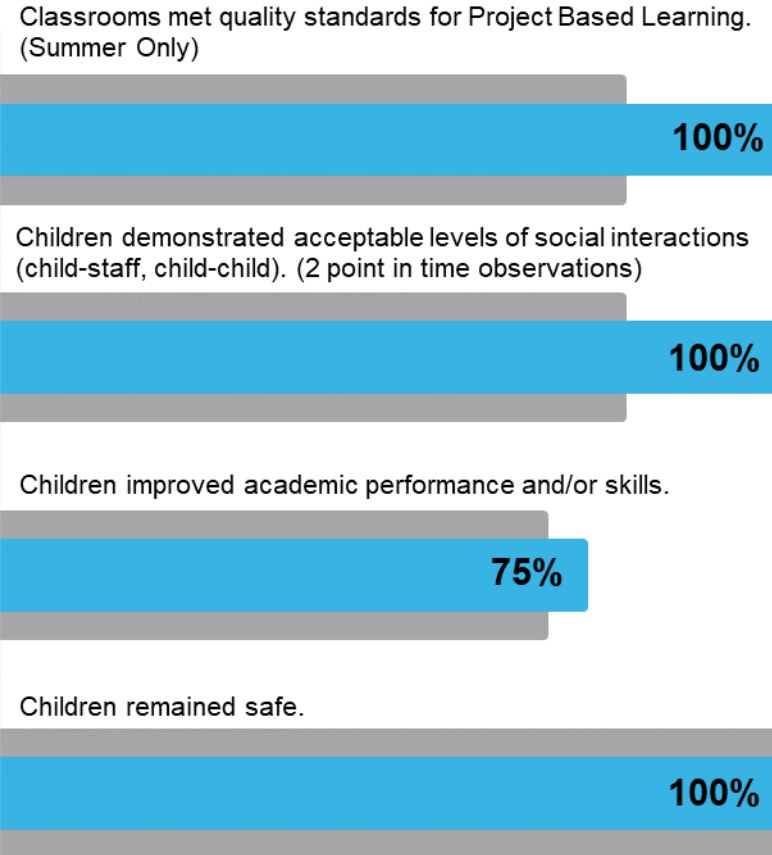 Classrooms met quality standards for Project Based Learning.
(Summer Only)
100%
Children demonstrated acceptable levels of social interactions
(child-staff, child-child). (2 point in time observations)
100%
Children improved academic performance and/or skills.
75%
Children remained safe.
100%